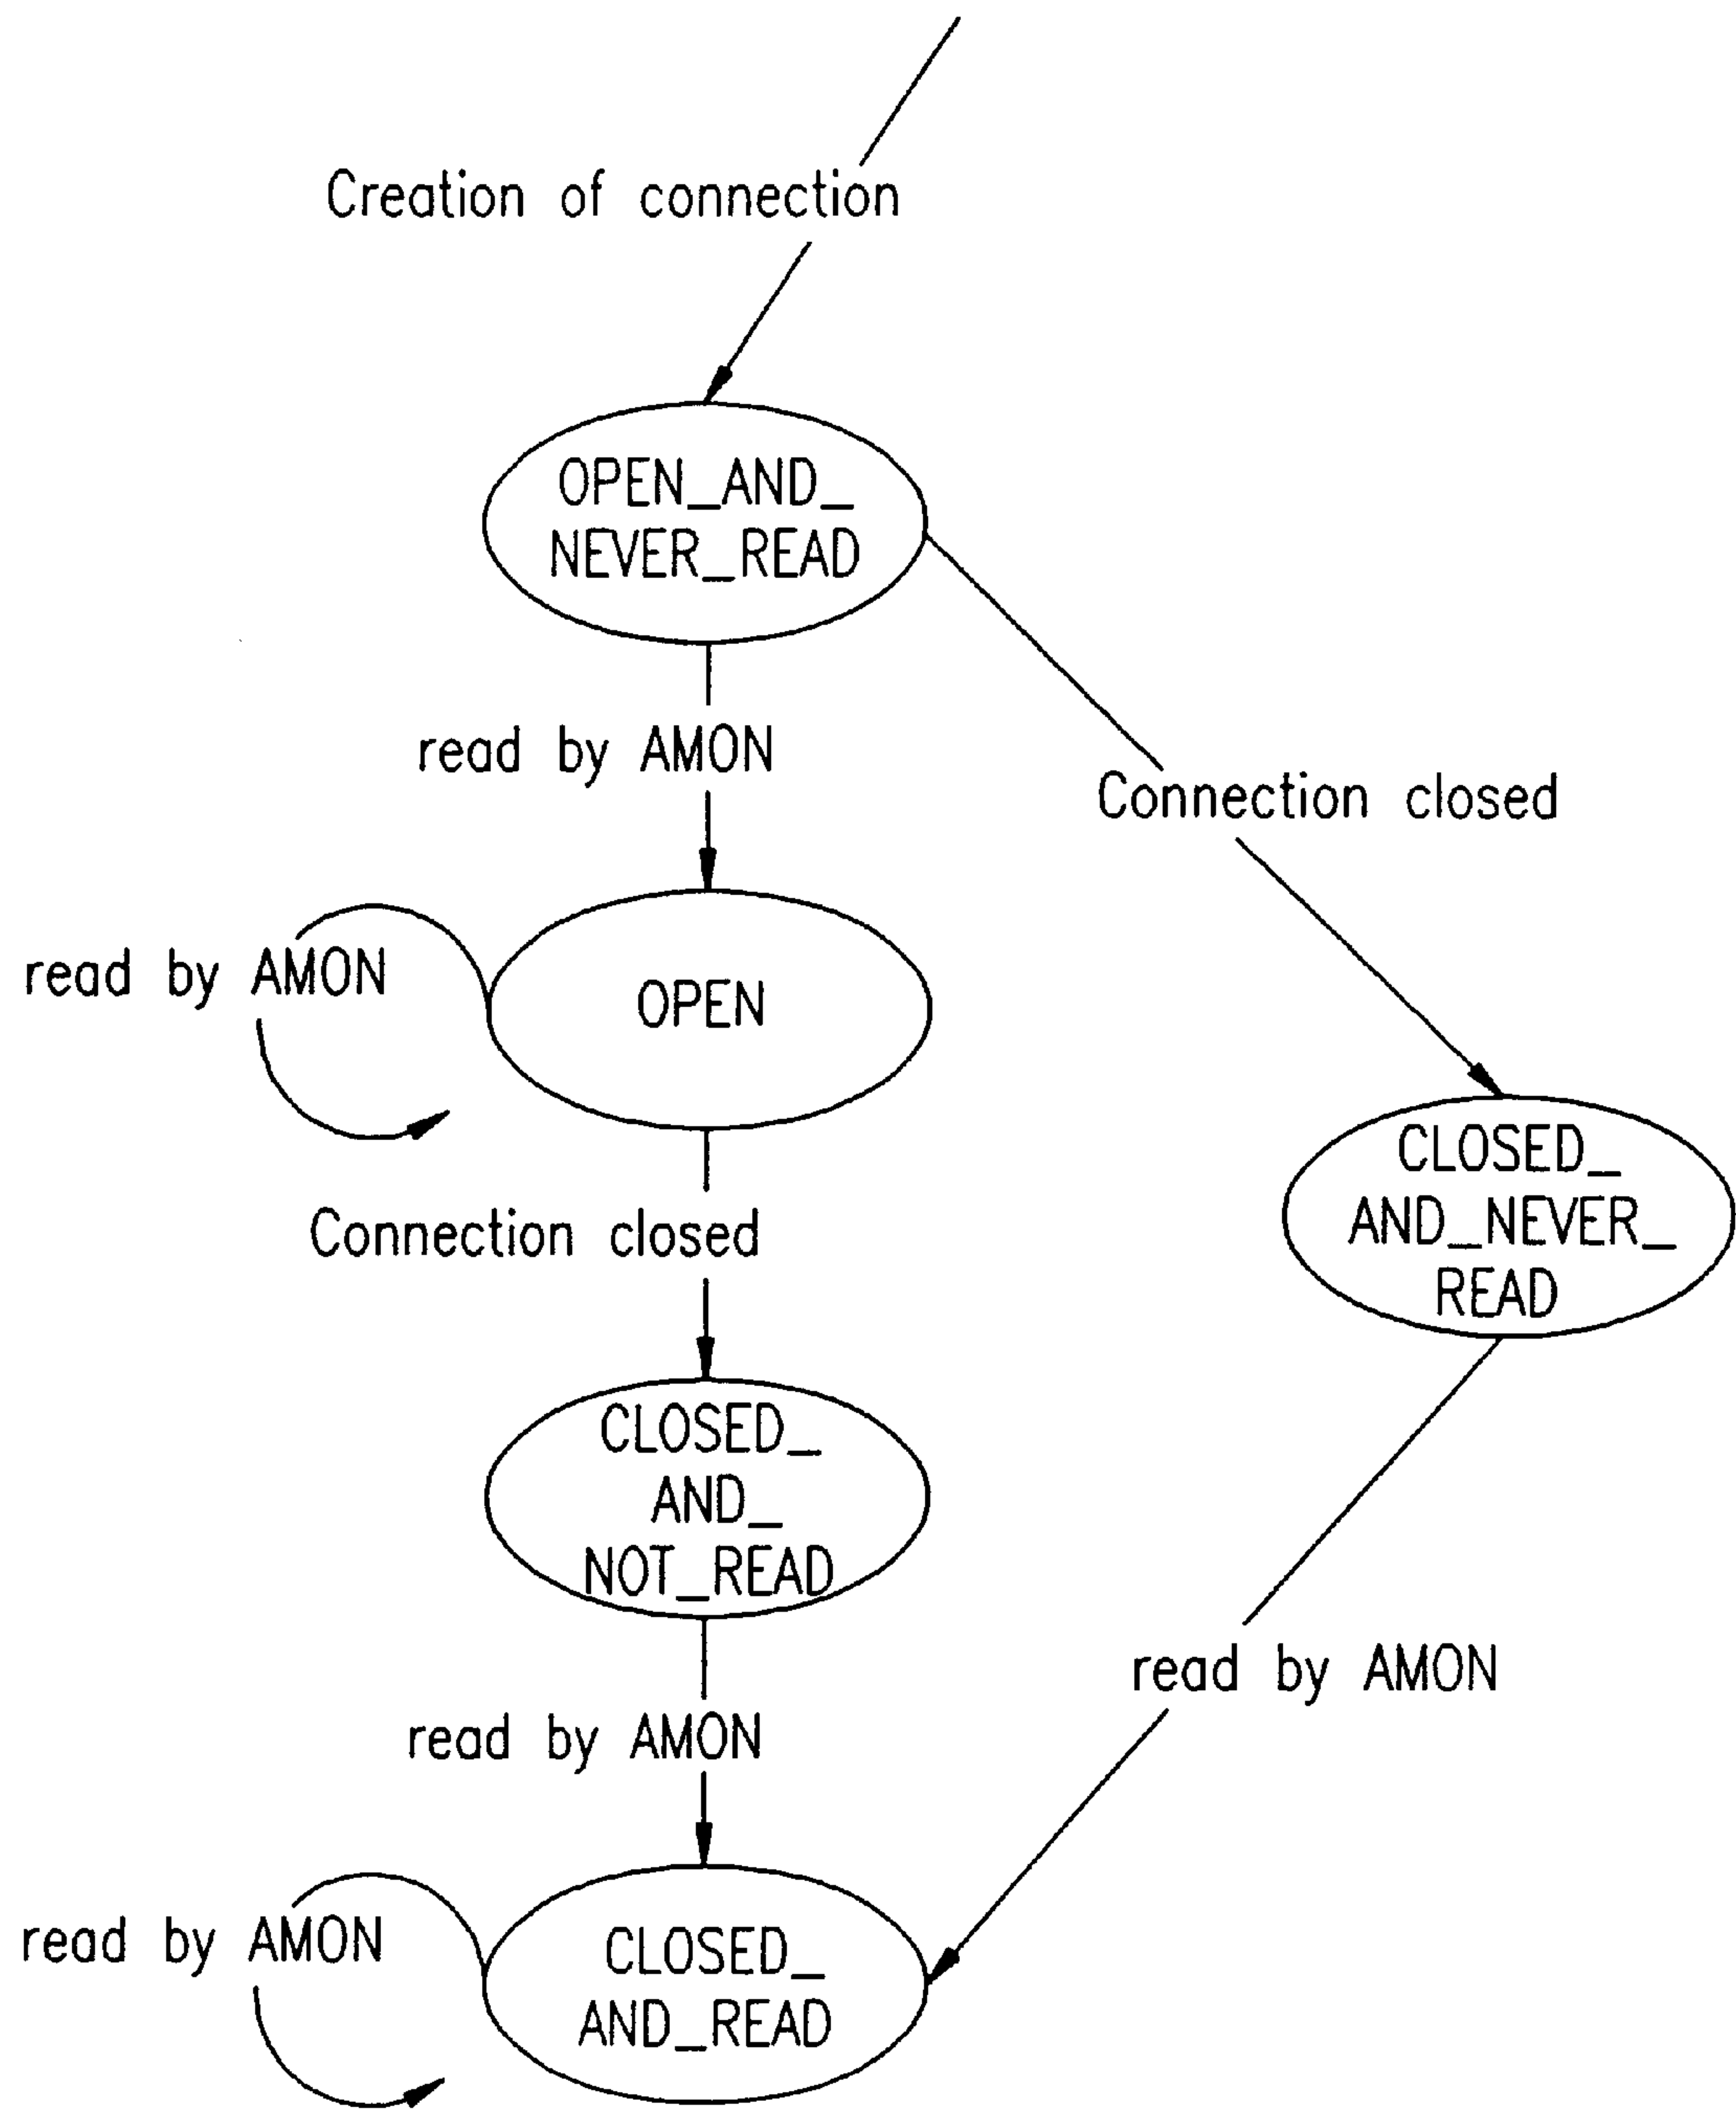 Creation of connection
OPEN_AND_
NEVER_READ
read by AMON
Connection closed
read by AMON
OPEN
CLOSED_
AND_NEVER_
READ
Connection closed
CLOSED_
AND_
NOT_READ
read by AMON
read by AMON
read by AMON
CLOSED_
AND_READ